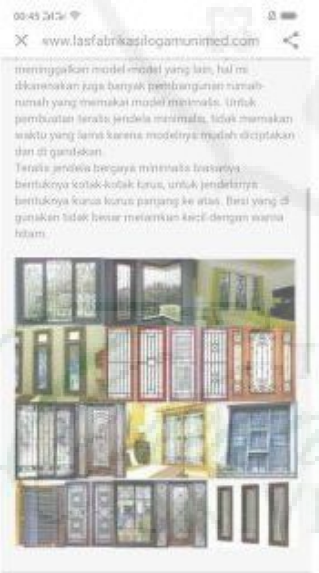 00:45
www.lasfabrikasilogamunimed.com
meninggalkan model-model yang lain, hal ini
dikarenakan juga banyak pembangunan rumah-
rumah yang memakai model minimalis. Untuk
pembuatan teralis jendela minimalis, tidak memakan
waktu yang lama karena modelnya mudah diciptakan
dan di gandakan.
Teralis jendela bergaya minimalis biasanya
bentuknya kotak-kotak lurus, untuk jendelanya
bentuknya kurus kurus panjang ke atas. Besi yang di
gunakan tidak besar melainkan kecil dengan warna
hitam.